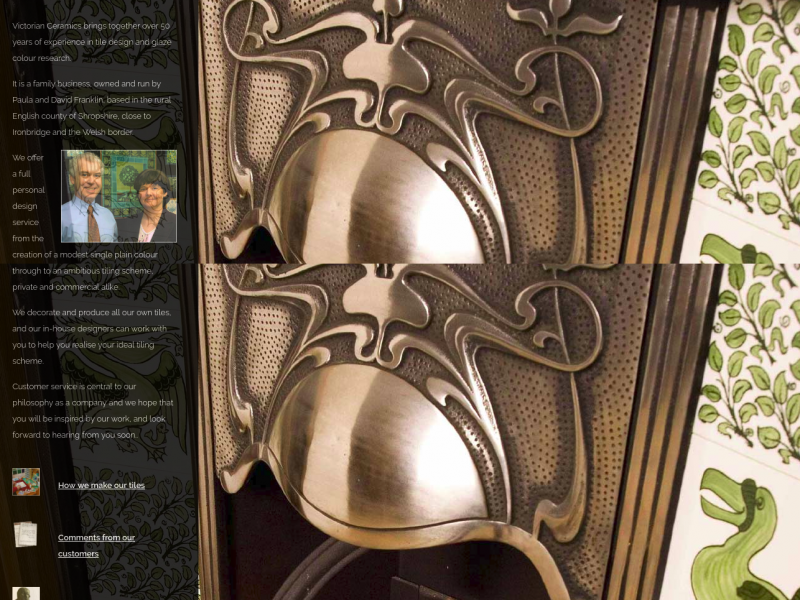 Victorian Ceramics brings together over 50
years of experience in tile design and glaze
colour research.
It is a family business, owned and run by
Paula and David Franklin, based in the rural
English county of Shropshire, close to
Ironbridge and the Welsh border.
We offer
a full
personal
design
service
from the
creation of a modest single plain colour
through to an ambitious tiling scheme,
private and commercial alike.
We decorate and produce all our own tiles,
and our in-house designers can work with
you to help you realise your ideal tiling
scheme.
Customer service is central to our
philosophy as a company and we hope that
you will be inspired by our work, and look
forward to hearing from you soon.
How we make our tiles
Comments from our
customers